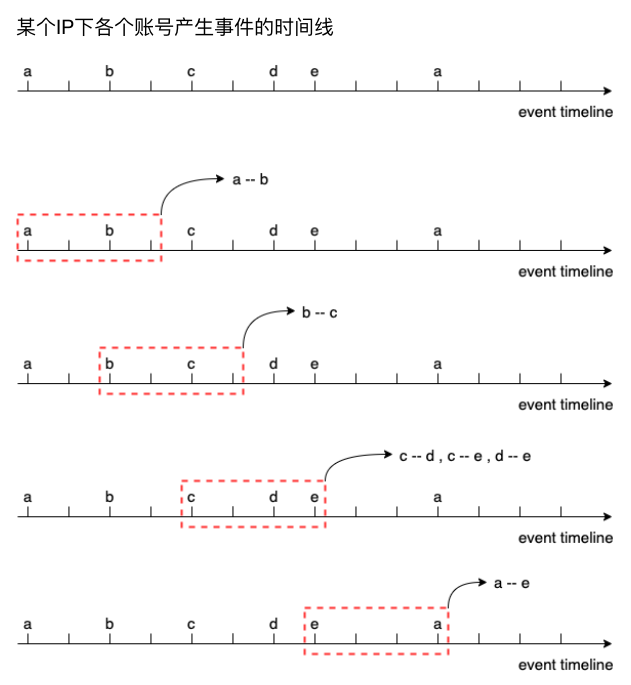 某个IP下各个账号产生事件的时间线
a b c d e a
event timeline
a -- b
a b c d e a
event timeline
b -- c
a b c d e a
event timeline
c -- d , c -- e , d -- e
a b c d e a
event timeline
a -- e
a b c d e a
event timeline